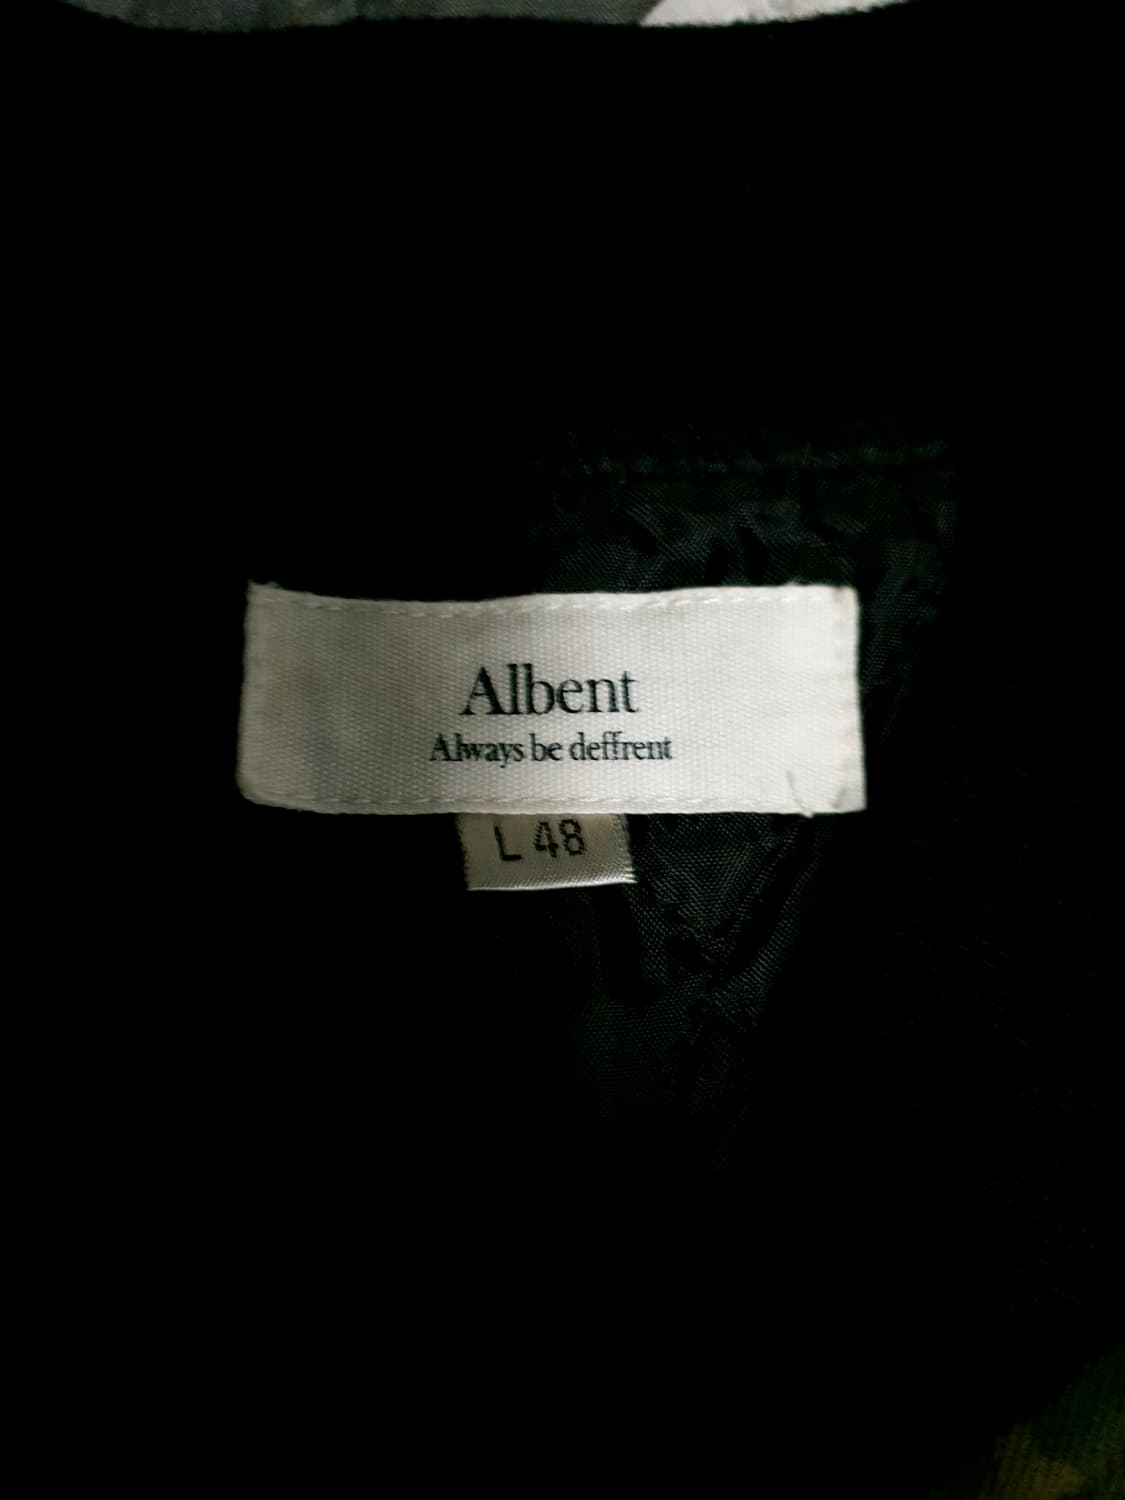 Albent
Always be deffrent
L 48